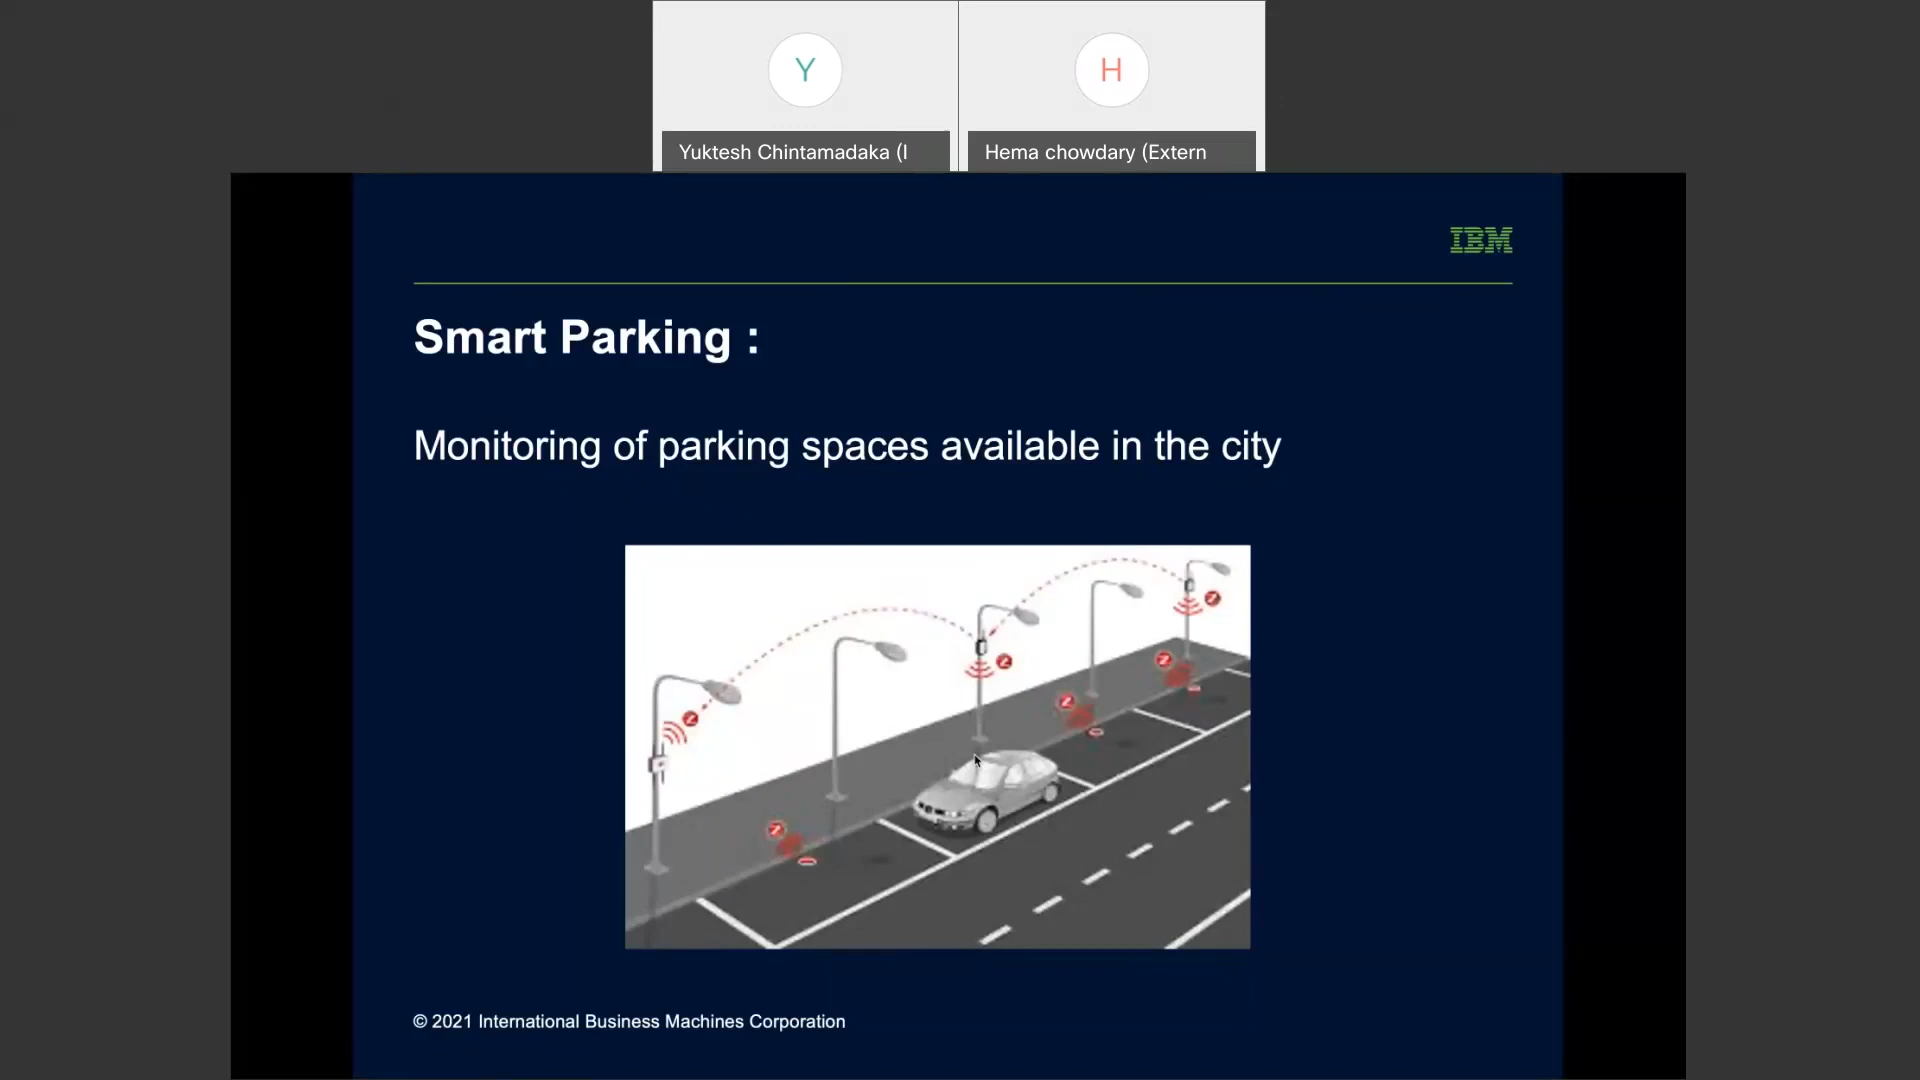 Y
H
Yuktesh Chintamadaka (I
Hema chowdary (Extern
IBM
Smart Parking :
Monitoring of parking spaces available in the city
© 2021 International Business Machines Corporation